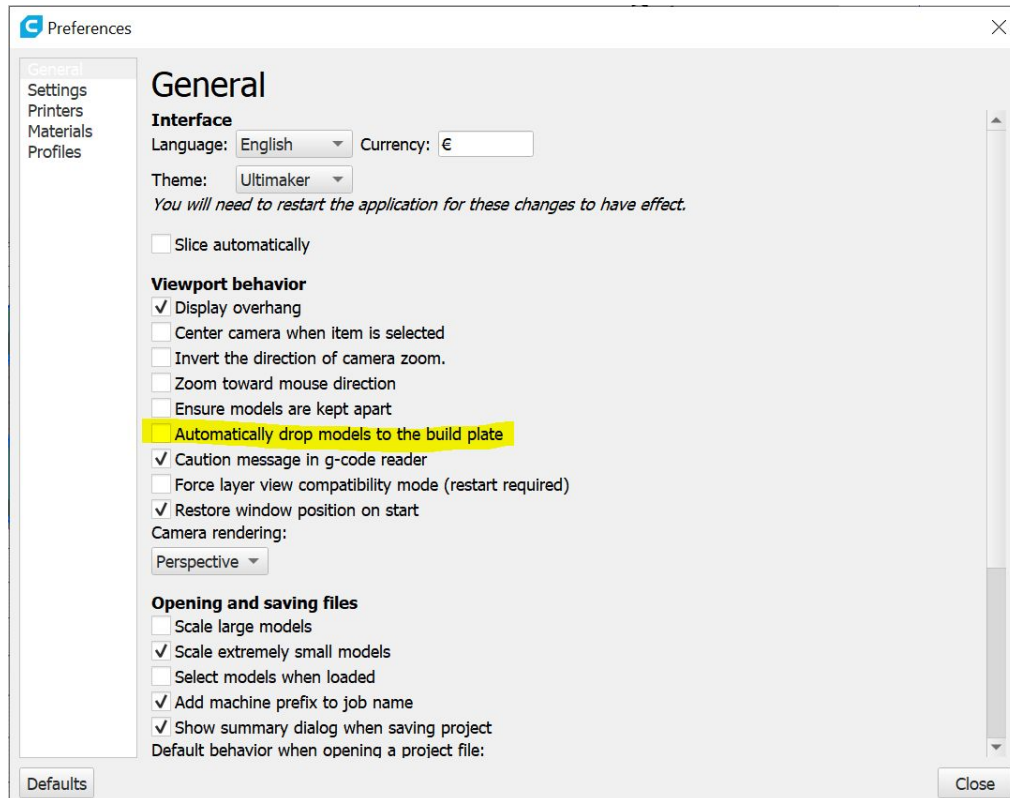 Preferences
General
Settings
Printers
Materials
Profiles
General
Interface
Language: English Currency: €
Theme: Ultimaker
You will need to restart the application for these changes to have effect.
Slice automatically
Viewport behavior
Display overhang
Center camera when item is selected
Invert the direction of camera zoom.
Zoom toward mouse direction
Ensure models are kept apart
Automatically drop models to the build plate
Caution message in g-code reader
Force layer view compatibility mode (restart required)
Restore window position on start
Camera rendering:
Perspective
Opening and saving files
Scale large models
Scale extremely small models
Select models when loaded
Add machine prefix to job name
Show summary dialog when saving project
Default behavior when opening a project file:
Defaults Close